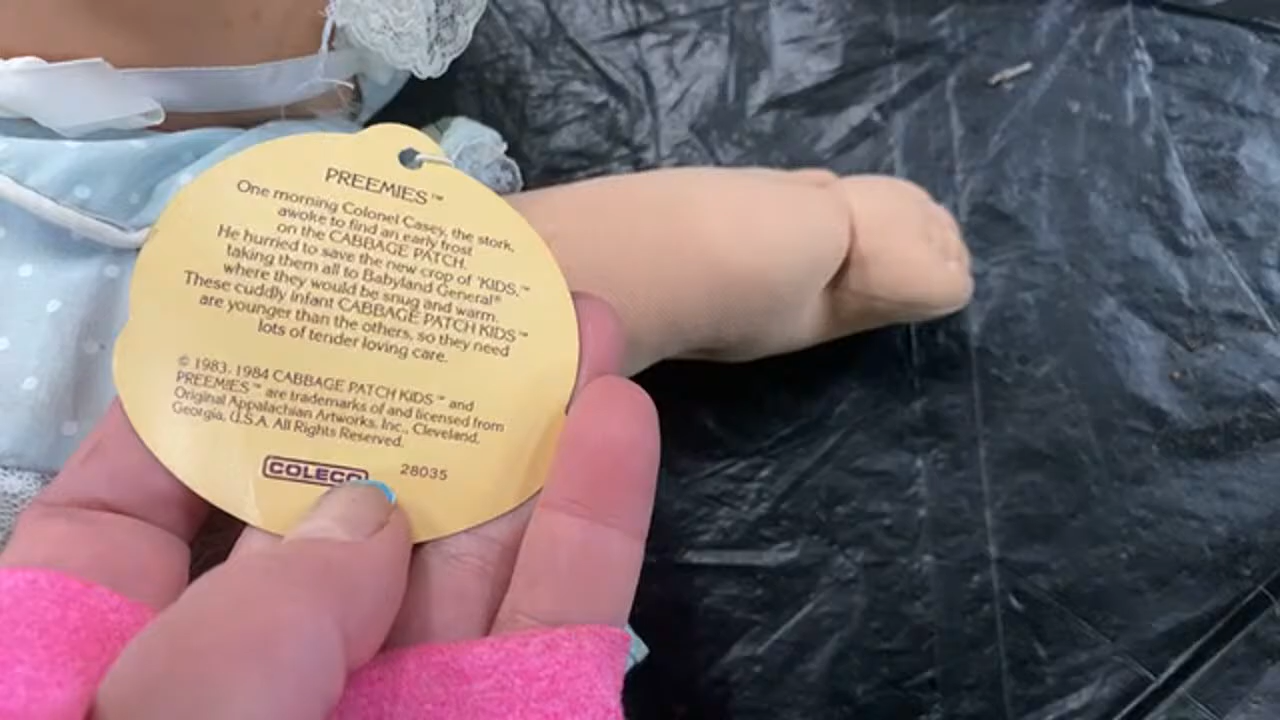 PREEMIES™
One morning Colonel Casey, the stork,
awoke to find an early frost
on the CABBAGE PATCH.
He hurried to save the new crop of 'KIDS,™
taking them all to Babyland General®
where they would be snug and warm.
These cuddly infant CABBAGE PATCH KIDS™
are younger than the others, so they need
lots of tender loving care.
© 1983, 1984 CABBAGE PATCH KIDS™ and
PREEMIES™ are trademarks of and licensed from
Original Appalachian Artworks, Inc., Cleveland,
Georgia, U.S.A. All Rights Reserved.
COLECO 28035